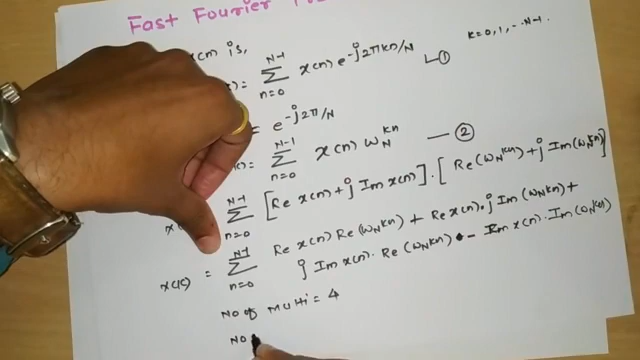 Fast Fourier
x(n) is,
= N-1 Σ n=0 x(n) e^-j2πkn/N —① k=0,1,...N-1.
= e^-j2π/N
= N-1 Σ n=0 x(n) W_N^kn —②
N-1 Σ n=0 [Re x(n) + j Im x(n)] . [Re(W_N^kn) + j Im(W_N^kn)]
x(k) = N-1 Σ n=0 Re x(n) Re(W_N^kn) + Re x(n). j Im(W_N^kn) +
j Im x(n). Re(W_N^kn) - Im x(n). Im(W_N^kn)
No of Multi = 4
No